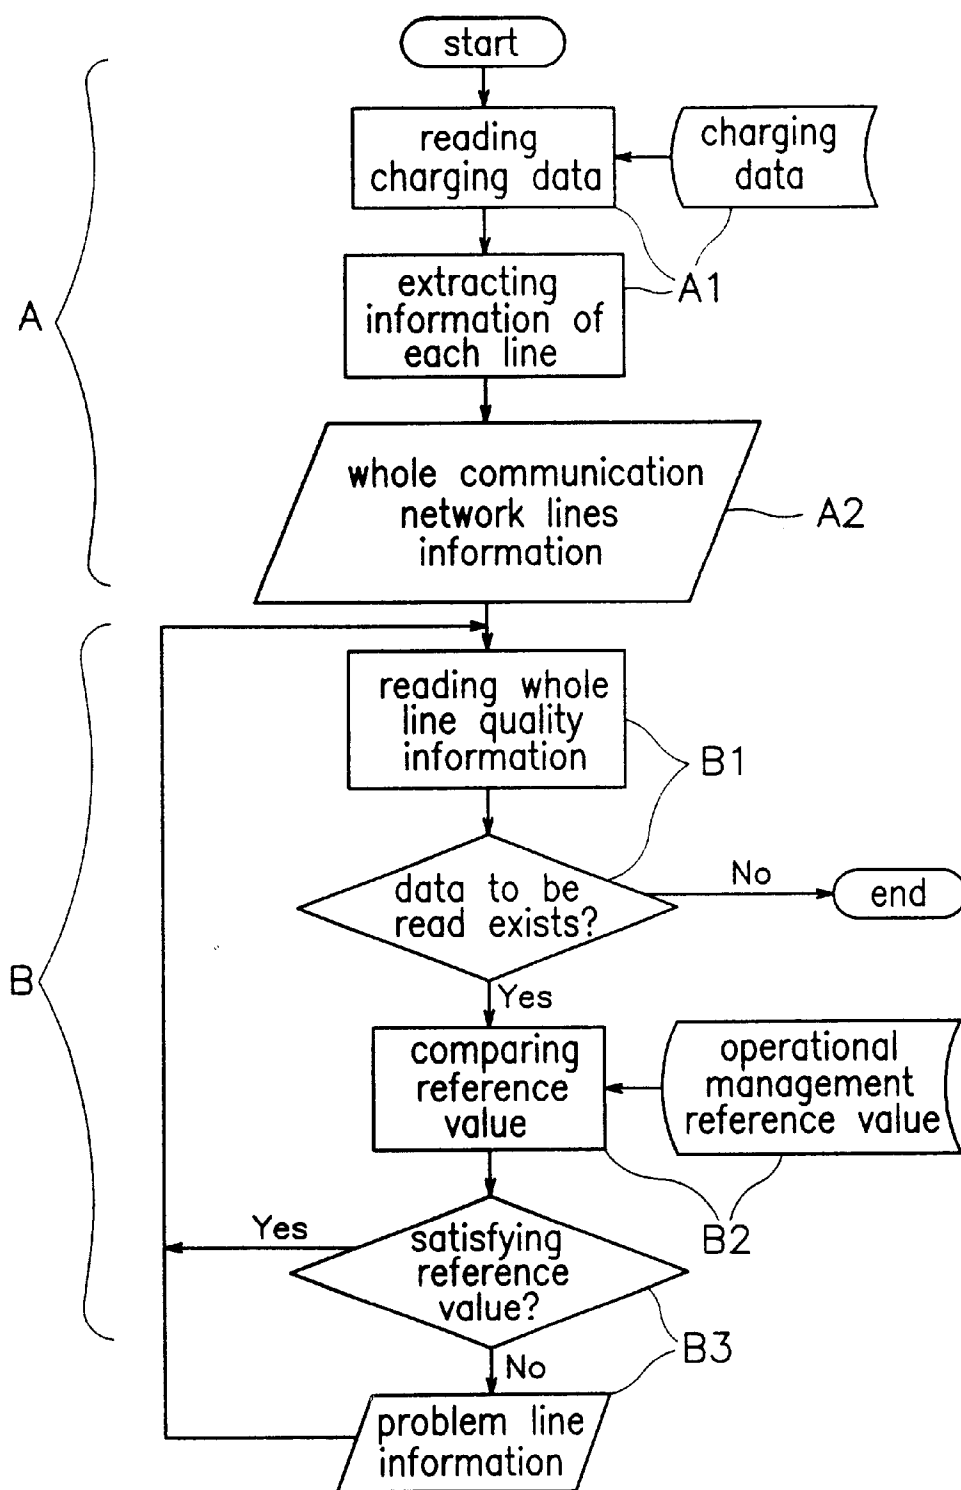 start
reading
charging data
charging
data
A1
extracting
information of
each line
A
whole communication
network lines
information
A2
reading whole
line quality
information
B1
data to be
read exists?
No
end
Yes
B
comparing
reference
value
operational
management
reference value
B2
Yes
satisfying
reference
value?
B3
No
problem line
information